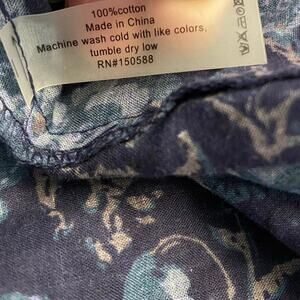 100%cotton
Made in China
Machine wash cold with like colors,
tumble dry low
RN#150588